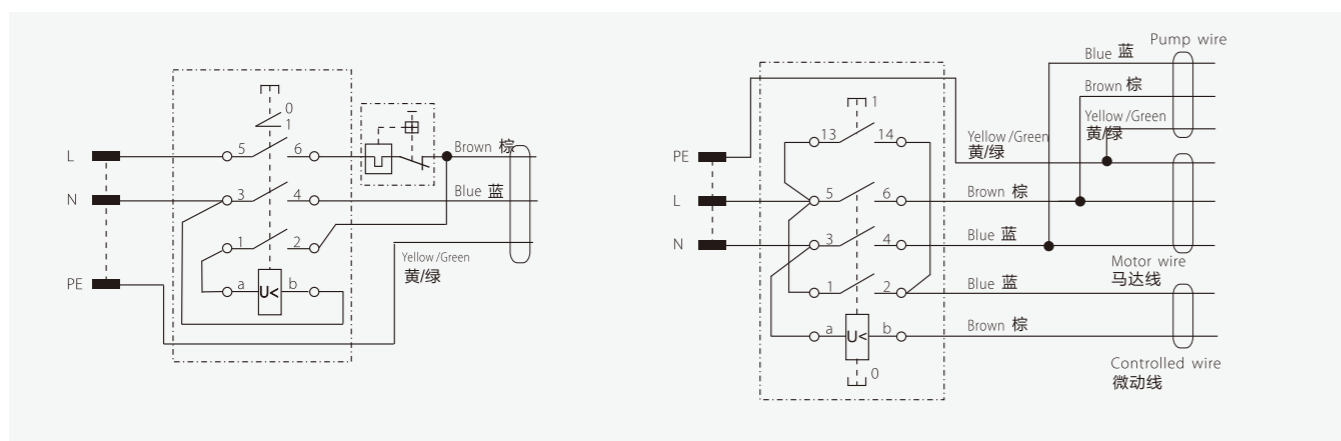 0
1
L
5
6
Brown 棕
N
3
4
Blue 蓝
1
2
Yellow /Green
黄/绿
PE
a
U<
b
Pump wire
Blue 蓝
Brown 棕
Yellow /Green
黄/绿
1
13
14
Yellow /Green
黄/绿
PE
L
5
6
Brown 棕
N
3
4
Blue 蓝
Motor wire
马达线
1
2
Blue 蓝
a
U<
b
Brown 棕
0
Controlled wire
微动线